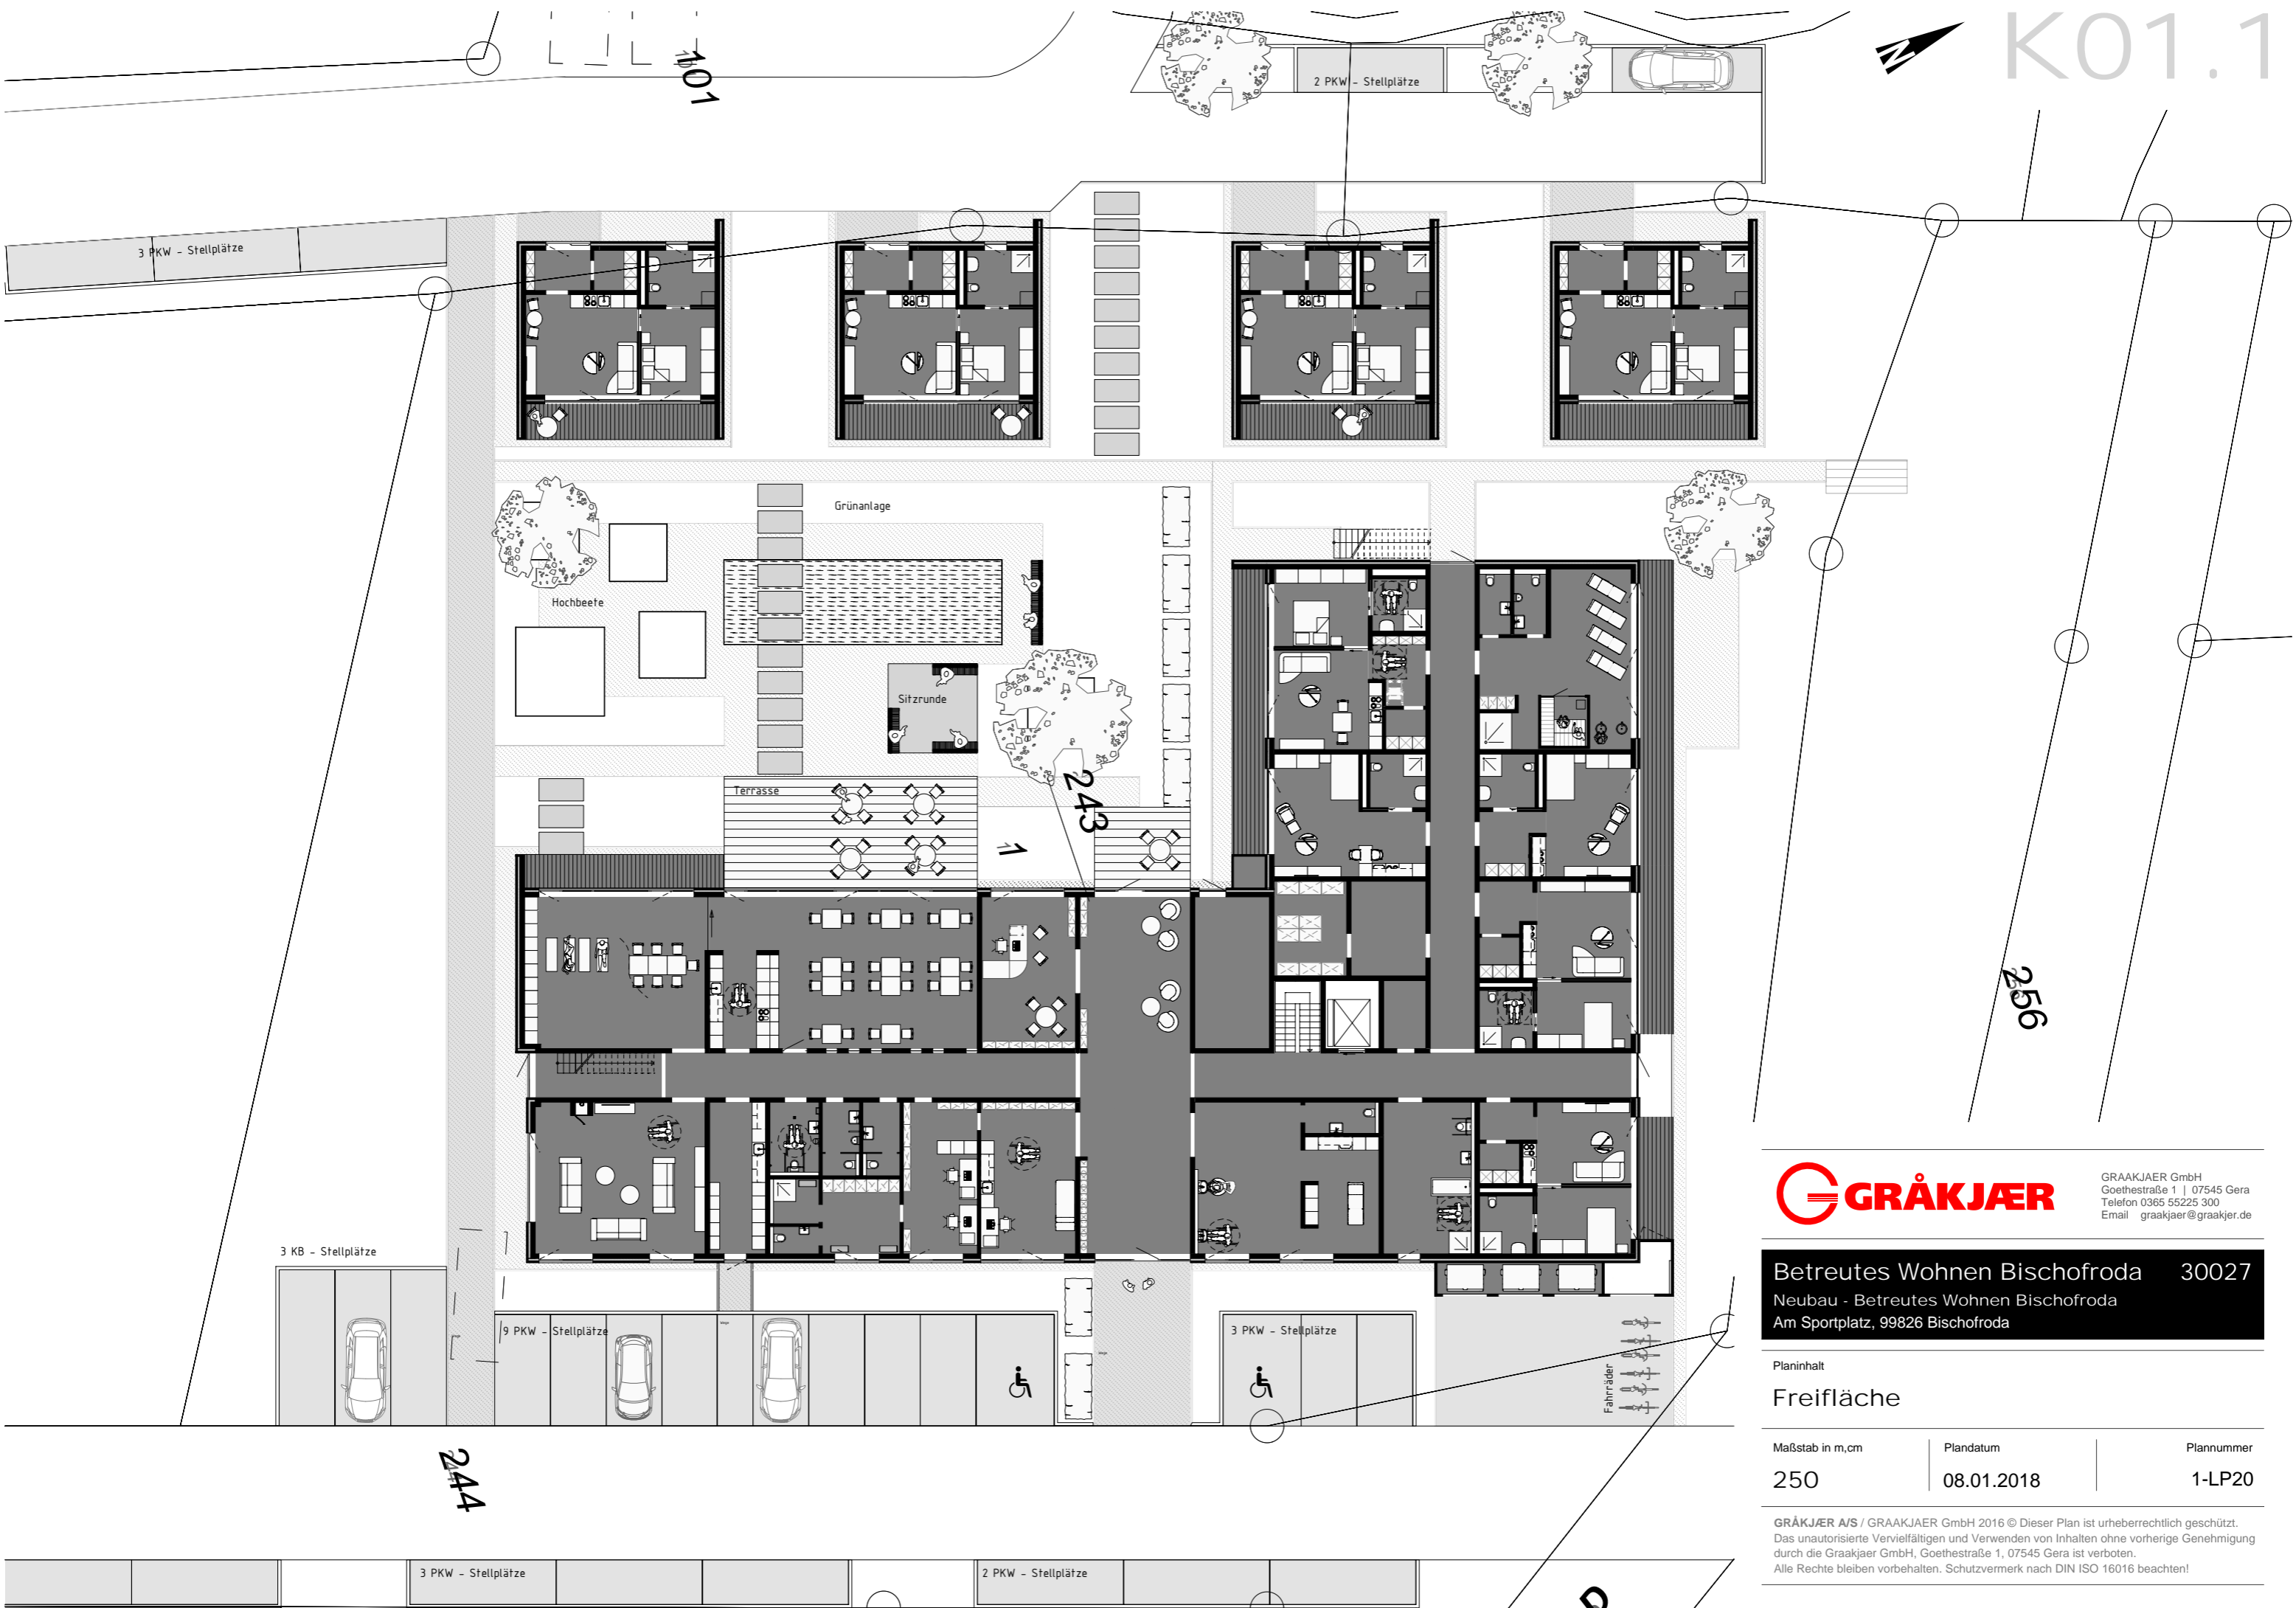 K01.1
N
101
2 PKW - Stellplätze
3 PKW - Stellplätze
Grünanlage
Hochbeete
Sitzrunde
Terrasse
243
1
256
3 KB - Stellplätze
9 PKW - Stellplätze
3 PKW - Stellplätze
Fahrräder
244
3 PKW - Stellplätze
2 PKW - Stellplätze
GRÅKJÆR
GRAAKJAER GmbH
Goethestraße 1 | 07545 Gera
Telefon 0365 55225 300
Email graakjaer@graakjer.de
Betreutes Wohnen Bischofroda 30027
Neubau - Betreutes Wohnen Bischofroda
Am Sportplatz, 99826 Bischofroda
Planinhalt
Freifläche
Maßstab in m,cm Plandatum Plannummer
250 08.01.2018 1-LP20
GRÅKJÆR A/S / GRAAKJAER GmbH 2016 © Dieser Plan ist urheberrechtlich geschützt.
Das unautorisierte Vervielfältigen und Verwenden von Inhalten ohne vorherige Genehmigung
durch die Graakjaer GmbH, Goethestraße 1, 07545 Gera ist verboten.
Alle Rechte bleiben vorbehalten. Schutzvermerk nach DIN ISO 16016 beachten!